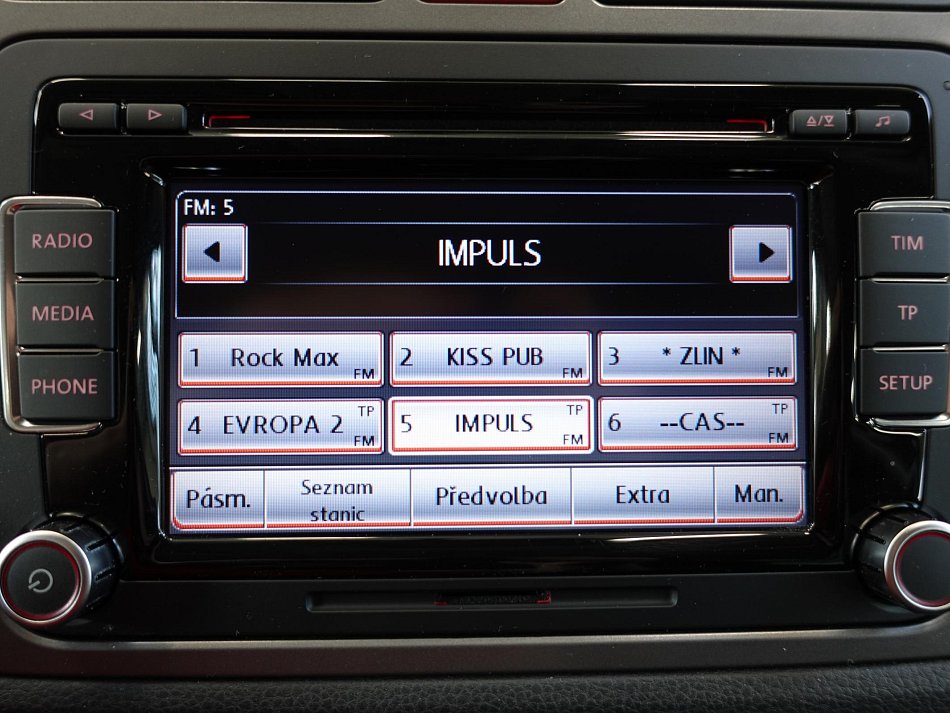 FM: 5
IMPULS
RADIO
MEDIA
PHONE
TIM
TP
SETUP
1 Rock Max FM
2 KISS PUB FM
3 * ZLIN * FM
4 EVROPA 2 TP FM
5 IMPULS TP FM
6 --CAS-- TP FM
Pásm.
Seznam
stanic
Předvolba
Extra
Man.